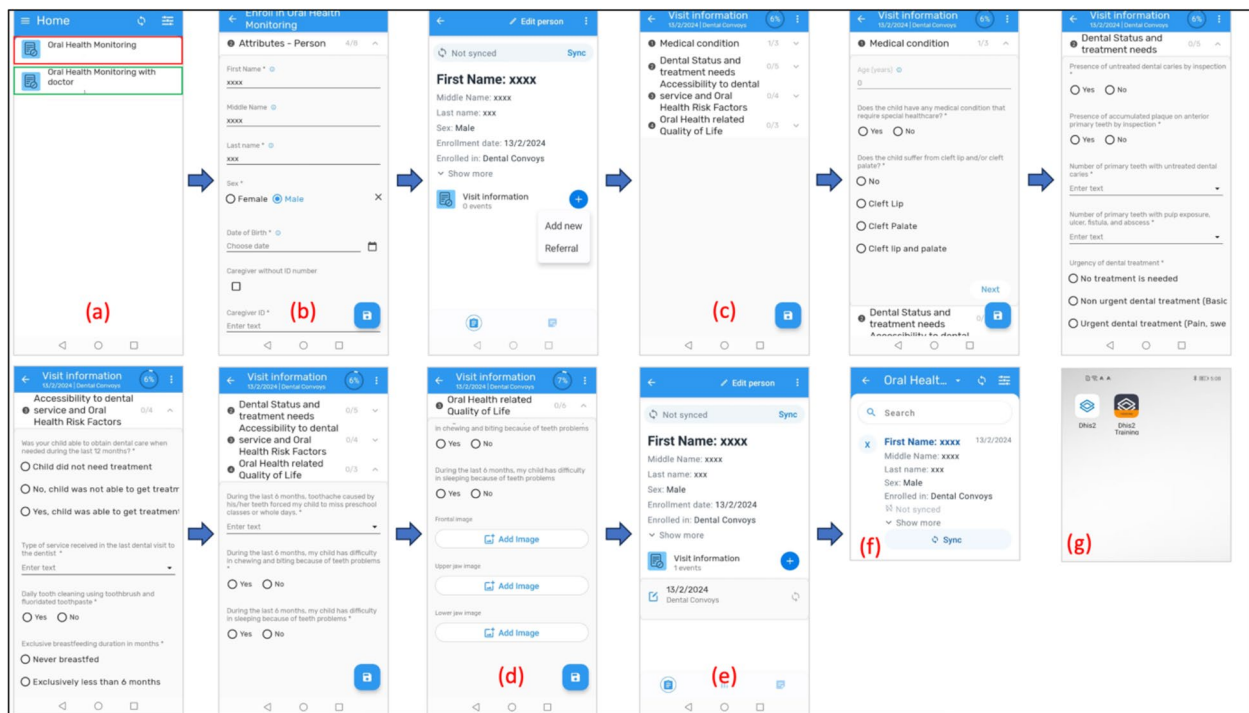 Home
Oral Health Monitoring
Oral Health Monitoring with
doctor
(a)
Enroll in Oral Health
Monitoring
Attributes - Person 4/8
First Name *
xxxx
Middle Name
xxxx
Last name *
xxx
Sex *
Female Male
Date of Birth *
Choose date
Caregiver without ID number
Caregiver ID *
Enter text
(b)
Edit person
Not synced Sync
First Name: xxxx
Middle Name: xxxx
Last name: xxx
Sex: Male
Enrollment date: 13/2/2024
Enrolled in: Dental Convoys
Show more
Visit information
0 events
Add new
Referral
Visit information 6%
13/2/2024 | Dental Convoys
Medical condition 1/3
Dental Status and
treatment needs 0/5
Accessibility to dental
service and Oral 0/4
Health Risk Factors
Oral Health related
Quality of Life 0/3
(c)
Visit information 6%
13/2/2024 | Dental Convoys
Medical condition 1/3
Age (years)
0
Does the child have any medical condition that
require special healthcare? *
Yes No
Does the child suffer from cleft lip and/or cleft
palate? *
No
Cleft Lip
Cleft Palate
Cleft lip and palate
Next
Dental Status and
treatment needs
Accessibility to dental
Visit information 6%
13/2/2024 | Dental Convoys
Dental Status and
treatment needs 0/5
Presence of untreated dental caries by inspection
*
Yes No
Presence of accumulated plaque on anterior
primary teeth by inspection *
Yes No
Number of primary teeth with untreated dental
caries *
Enter text
Number of primary teeth with pulp exposure,
ulcer, fistula, and abscess *
Enter text
Urgency of dental treatment *
No treatment is needed
Non urgent dental treatment (Basic
Urgent dental treatment (Pain, swe
Visit information 6%
13/2/2024 | Dental Convoys
Accessibility to dental
service and Oral 0/4
Health Risk Factors
Was your child able to obtain dental care when
needed during the last 12 months? *
Child did not need treatment
No, child was not able to get treatm
Yes, child was able to get treatment
Type of service received in the last dental visit to
the dentist *
Enter text
Daily tooth cleaning using toothbrush and
fluoridated toothpaste *
Yes No
Exclusive breastfeeding duration in months *
Never breastfed
Exclusively less than 6 months
Visit information 6%
13/2/2024 | Dental Convoys
Dental Status and
treatment needs 0/5
Accessibility to dental
service and Oral 0/4
Health Risk Factors
Oral Health related
Quality of Life 0/3
During the last 6 months, toothache caused by
his/her teeth forced my child to miss preschool
classes or whole days. *
Enter text
During the last 6 months, my child has difficulty
in chewing and biting because of teeth problems
*
Yes No
During the last 6 months, my child has difficulty
in sleeping because of teeth problems *
Yes No
Visit information 7%
13/2/2024 | Dental Convoys
Oral Health related
Quality of Life 0/6
in chewing and biting because of teeth problems
Yes No
During the last 6 months, my child has difficulty
in sleeping because of teeth problems
Yes No
Frontal image
Add Image
Upper jaw image
Add Image
Lower jaw image
Add Image
(d)
Edit person
Not synced Sync
First Name: xxxx
Middle Name: xxxx
Last name: xxx
Sex: Male
Enrollment date: 13/2/2024
Enrolled in: Dental Convoys
Show more
Visit information
1 events
13/2/2024
Dental Convoys
(e)
Oral Healt...
Search
X First Name: xxxx 13/2/2024
Middle Name: xxxx
Last name: xxx
Sex: Male
Enrolled in: Dental Convoys
Not synced
Show more
Sync
(f)
Dhis2 Dhis2
Training
(g)